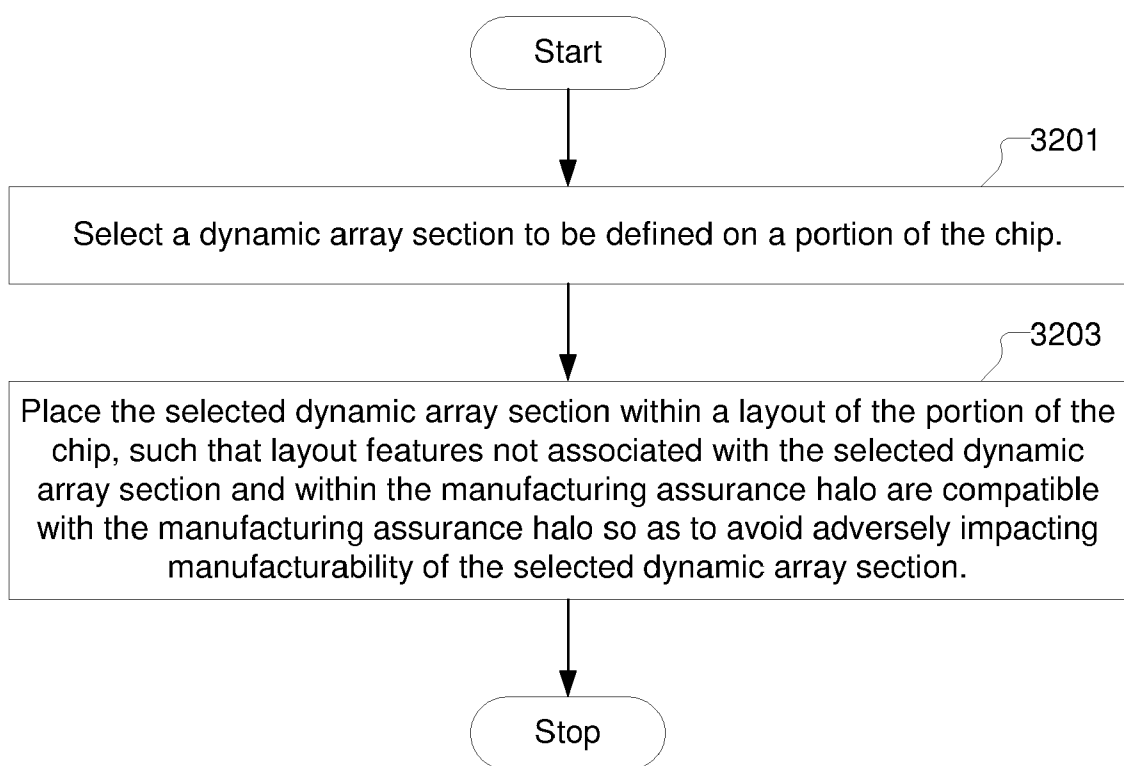 Start
3201
Select a dynamic array section to be defined on a portion of the chip.
3203
Place the selected dynamic array section within a layout of the portion of the
chip, such that layout features not associated with the selected dynamic
array section and within the manufacturing assurance halo are compatible
with the manufacturing assurance halo so as to avoid adversely impacting
manufacturability of the selected dynamic array section.
Stop